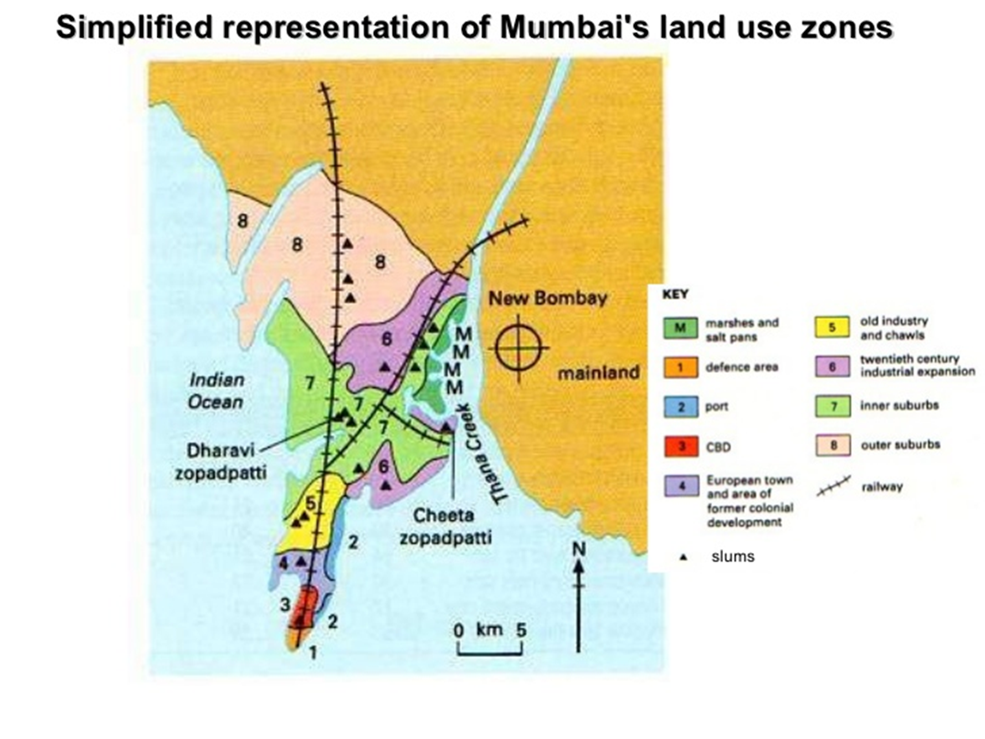 Simplified representation of Mumbai's land use zones
8
8
8
New Bombay
6
M
M
M
M
mainland
Indian
Ocean
7
7
7
Dharavi
zopadpatti
Thana Creek
6
5
Cheeta
zopadpatti
2
4
N
3
2
0 km 5
1
KEY
M
marshes and
salt pans
1
defence area
2
port
3
CBD
4
European town
and area of
former colonial
development
slums
5
old industry
and chawls
6
twentieth century
industrial expansion
7
inner suburbs
8
outer suburbs
railway